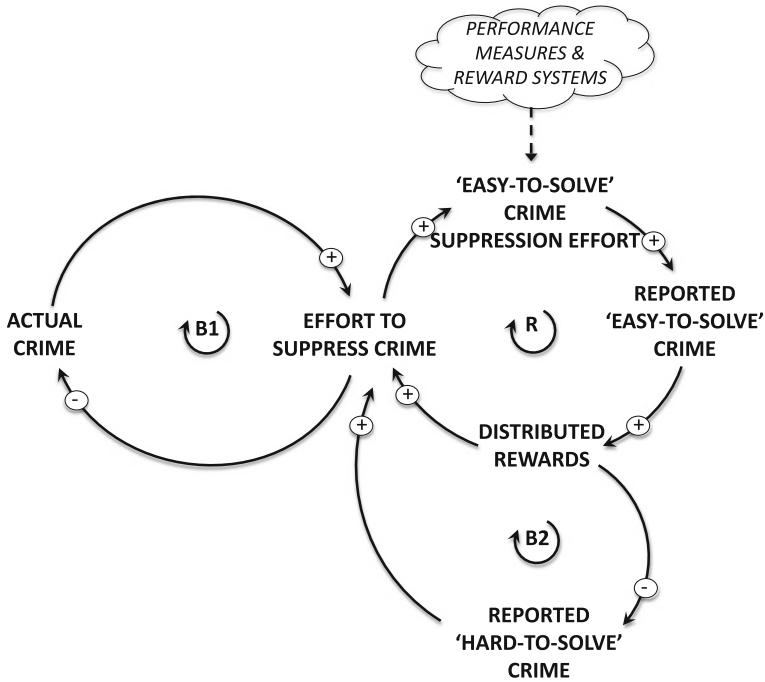 PERFORMANCE
MEASURES &
REWARD SYSTEMS
‘EASY-TO-SOLVE’
CRIME
SUPPRESSION EFFORT
+
+
+
REPORTED
‘EASY-TO-SOLVE’
CRIME
ACTUAL
CRIME
B1
EFFORT TO
SUPPRESS CRIME
R
-
+
+
+
DISTRIBUTED
REWARDS
B2
-
REPORTED
‘HARD-TO-SOLVE’
CRIME